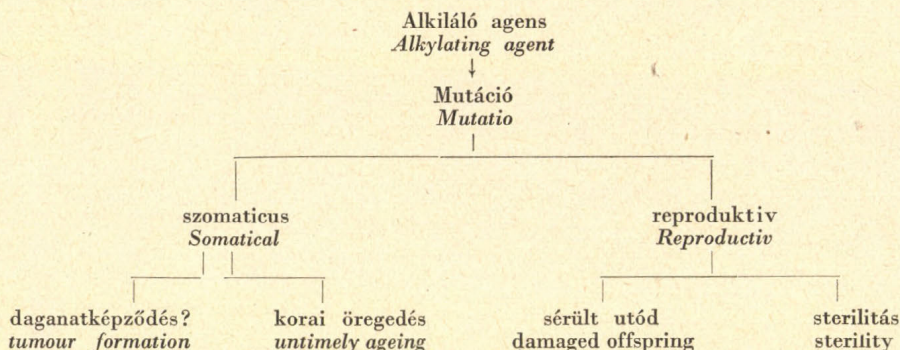 Alkiláló agens
Alkylating agent
Mutáció
Mutatio
szomaticus
Somatical
reproduktiv
Reproductiv
daganatképződés?
tumour formation
korai öregedés
untimely ageing
sérült utód
damaged offspring
sterilitás
sterility